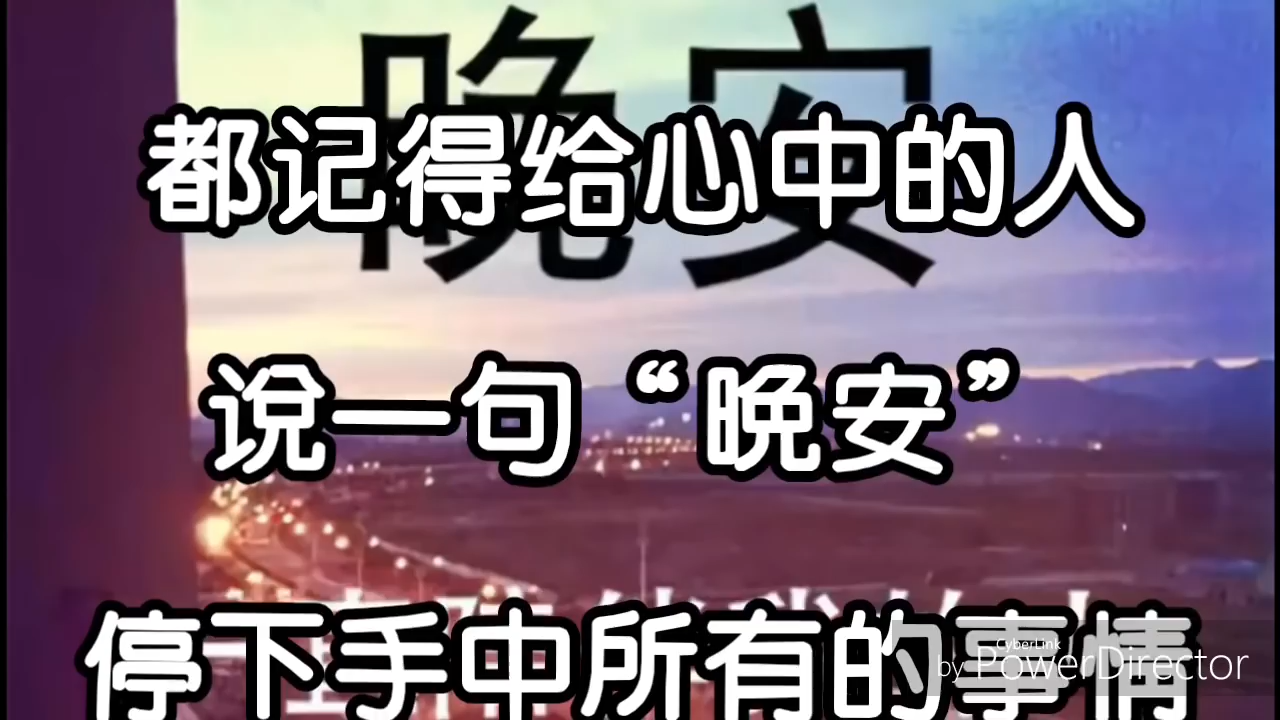 晚安
都记得给心中的人
说一句“晚安”
停下手中所有的事情
CyberLink
by PowerDirector